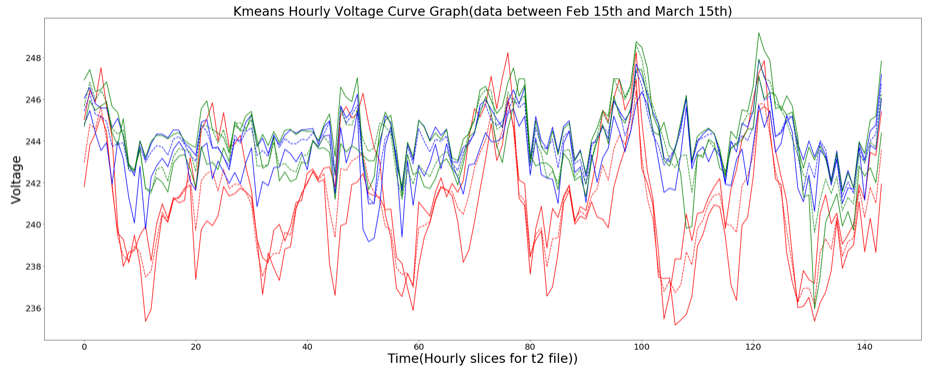 Kmeans Hourly Voltage Curve Graph(data between Feb 15th and March 15th)
Voltage
248
246
244
242
240
238
236
0 20 40 60 80 100 120 140
Time(Hourly slices for t2 file))